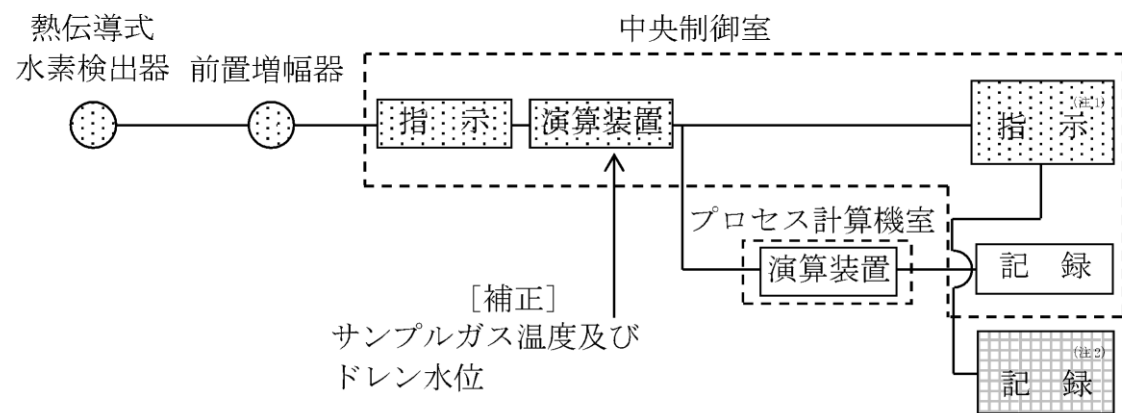 中央制御室
熱伝導式
水素検出器
前置増幅器
指 示
演算装置
(注1)
指 示
プロセス計算機室
演算装置
記 録
[補正]
サンプルガス温度及び
ドレン水位
(注2)
記 録